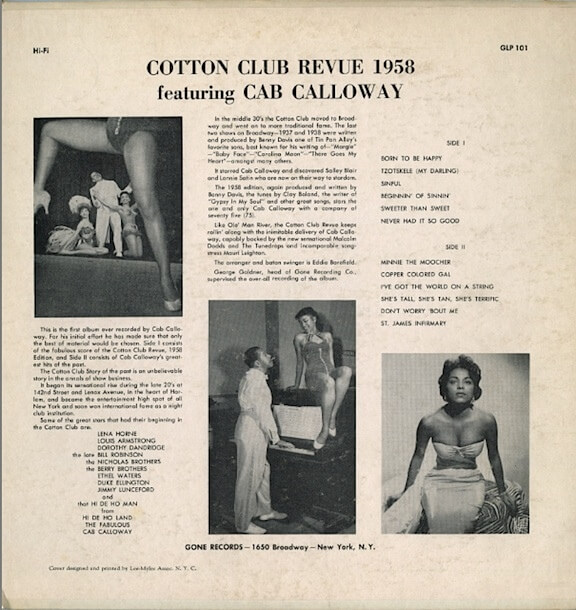 Hi-Fi
GLP 101
COTTON CLUB REVUE 1958
featuring CAB CALLOWAY
In the middle 30's the Cotton Club moved to Broad-
way and went on to more traditional fame. The last
two shows on Broadway—1937 and 1938 were written
and produced by Benny Davis one of Tin Pan Alley's
favorite sons, best known for his writing of—"Margie"
—"Baby Face"—"Carolina Moon"—"There Goes My
Heart"—amongst many others.
It starred Cab Calloway and discovered Salley Blair
and Lonnie Satin who are now on their way to stardom.
The 1958 edition, again produced and written by
Benny Davis, the tunes by Clay Boland, the writer of
"Gypsy In My Soul" and other great songs, stars the
one and only Cab Calloway with a company of
seventy five (75).
Like Ole' Man River, the Cotton Club Revue keeps
rollin' along with the inimitable delivery of Cab Callo-
way, capably backed by the new sensational Malcolm
Dodds and The Tunedrops and incomparable song-
stress Mauri Leighton.
The arranger and baton swinger is Eddie Barefield.
George Goldner, head of Gone Recording Co.,
supervised the over-all recording of the album.
SIDE I
BORN TO BE HAPPY
TZOTSKELE (MY DARLING)
SINFUL
BEGINNIN' OF SINNIN'
SWEETER THAN SWEET
NEVER HAD IT SO GOOD
SIDE II
MINNIE THE MOOCHER
COPPER COLORED GAL
I'VE GOT THE WORLD ON A STRING
SHE'S TALL, SHE'S TAN, SHE'S TERRIFIC
DON'T WORRY 'BOUT ME
ST. JAMES INFIRMARY
This is the first album ever recorded by Cab Callo-
way. For his initial effort he has made sure that only
the best of material would be chosen. Side I consists
of the fabulous score of the Cotton Club Revue, 1958
Edition, and Side II consists of Cab Calloway's great-
est hits of the past.
The Cotton Club Story of the past is an unbelievable
story in the annals of show business.
It began its sensational rise during the late 20's at
142nd Street and Lenox Avenue, in the heart of Har-
lem, and became the entertainment high spot of all
New York and soon won international fame as a night
club institution.
Some of the great stars that had their beginning in
the Cotton Club are:
LENA HORNE
LOUIS ARMSTRONG
DOROTHY DANDRIDGE
the late BILL ROBINSON
the NICHOLAS BROTHERS
the BERRY BROTHERS
ETHEL WATERS
DUKE ELLINGTON
JIMMY LUNCEFORD
and
that HI DE HO MAN
from
HI DE HO LAND
THE FABULOUS
CAB CALLOWAY
GONE RECORDS — 1650 Broadway — New York, N. Y.
Cover designed and printed by Lee-Myles Assoc. N. Y. C.